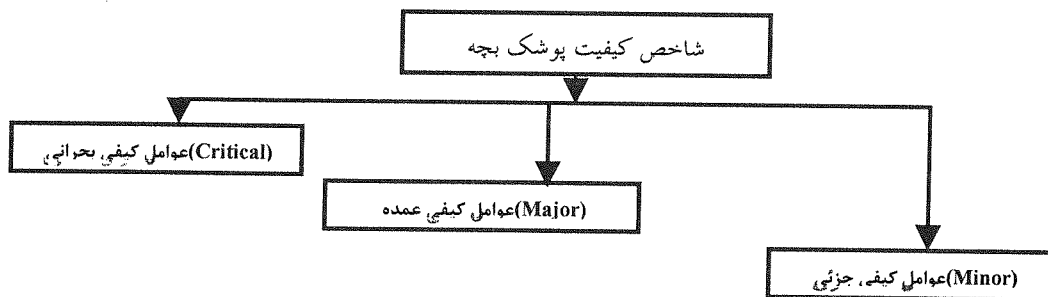 شاخص کیفیت پوشک بچه
عوامل کیفی بحرانی(Critical)
عوامل کیفی عمده(Major)
عوامل کیفی جزئی(Minor)